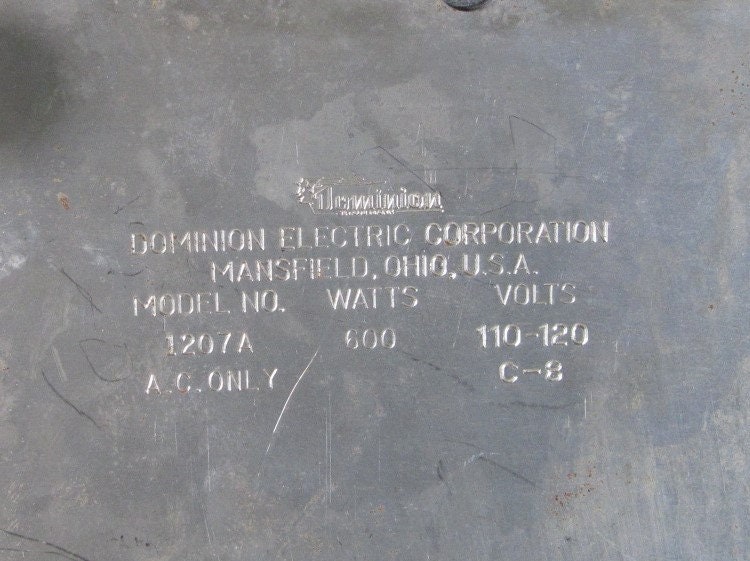 Dominion
DOMINION ELECTRIC CORPORATION
MANSFIELD, OHIO, U.S.A.
MODEL NO. WATTS VOLTS
1207A 600 110-120
A.C. ONLY C-8